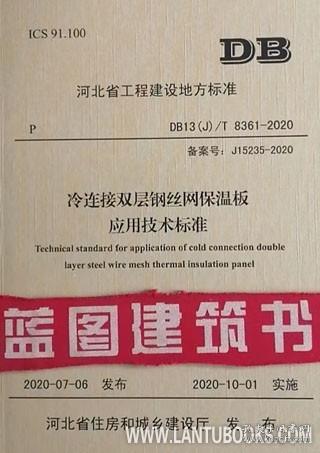 ICS 91.100
DB
河北省工程建设地方标准
P
DB13(J)/T 8361-2020
备案号：J15235-2020
冷连接双层钢丝网保温板
应用技术标准
Technical standard for application of cold connection double
layer steel wire mesh thermal insulation panel
蓝图建筑书
2020-07-06 发布
2020-10-01 实施
河北省住房和城乡建设厅 发布
WWW.LANTUBOOKS.COM